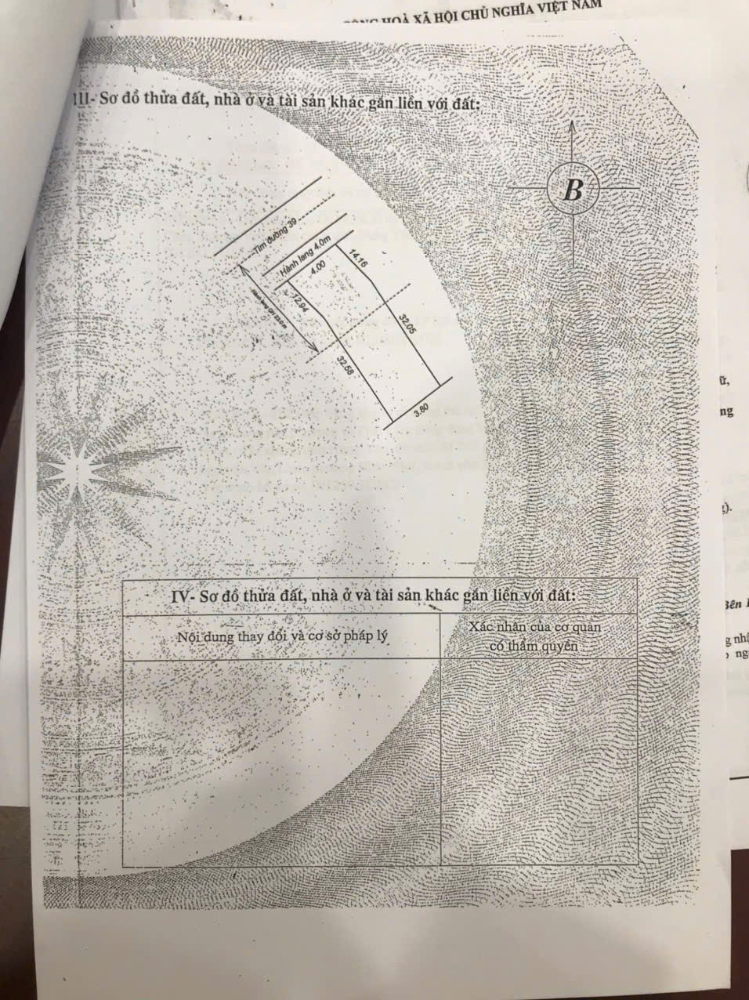 HOÀ XÃ HỘI CHỦ NGHĨA VIỆT NAM
III- Sơ đồ thửa đất, nhà ở và tài sản khác gắn liền với đất:
B
Tim đường 39
Hành lang 4.0m
4.00
14.16
12.94
32.05
32.58
3.80
ữ,
ng
g).
IV- Sơ đồ thửa đất, nhà ở và tài sản khác gắn liền với đất:
Bên
Nội dung thay đổi và cơ sở pháp lý
Xác nhận của cơ quan
có thẩm quyền
g nhậ
ng